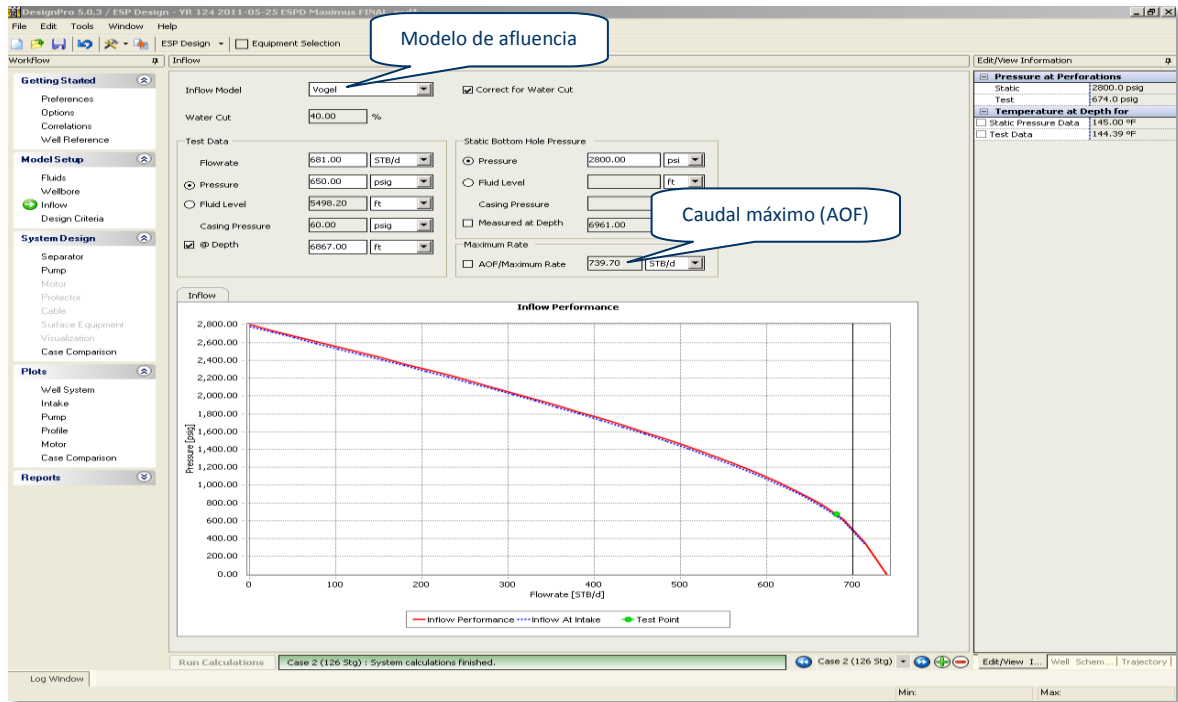 DesignPro 5.0.3 / ESP Design - YR 124 2011-05-25 ESPD Maximus FINAL
File Edit Tools Window Help
ESP Design Equipment Selection
Modelo de afluencia
Workflow
Inflow
Edit/View Information
Getting Started
Preferences
Options
Correlations
Well Reference
Model Setup
Fluids
Wellbore
Inflow
Design Criteria
System Design
Separator
Pump
Motor
Protector
Cable
Surface Equipment
Visualization
Case Comparison
Plots
Well System
Intake
Pump
Profile
Motor
Case Comparison
Reports
Inflow Model Vogel Correct for Water Cut
Water Cut 40.00 %
Test Data
Flowrate 681.00 STB/d
Pressure 650.00 psig
Fluid Level 5498.20 ft
Casing Pressure 60.00 psig
@ Depth 6867.00 ft
Static Bottom Hole Pressure
Pressure 2800.00 psi
Fluid Level ft
Casing Pressure
Measured at Depth 6961.00
Caudal máximo (AOF)
Maximum Rate
AOF/Maximum Rate 739.70 STB/d
Pressure at Perforations
Static 2800.0 psig
Test 674.0 psig
Temperature at Depth for
Static Pressure Data 145.00 °F
Test Data 144.39 °F
Inflow
Inflow Performance
2,800.00
2,600.00
2,400.00
2,200.00
2,000.00
1,800.00
1,600.00
1,400.00
1,200.00
1,000.00
800.00
600.00
400.00
200.00
0.00
Pressure [psig]
0 100 200 300 400 500 600 700
Flowrate [STB/d]
Inflow Performance Inflow At Intake Test Point
Run Calculations Case 2 (126 Stg) : System calculations finished. Case 2 (126 Stg)
Edit/View I... Well Schem... Trajectory
Log Window
Min: Max: